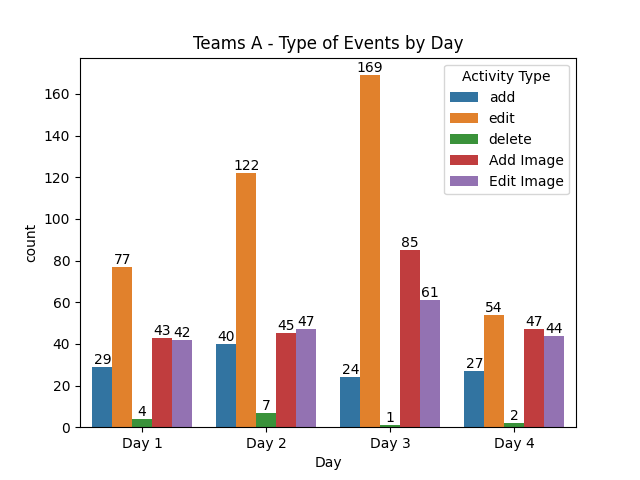 Teams A - Type of Events by Day
Activity Type
add
edit
delete
Add Image
Edit Image
count
160
140
120
100
80
60
40
20
0
29 77 4 43 42
40 122 7 45 47
24 169 1 85 61
27 54 2 47 44
Day 1 Day 2 Day 3 Day 4
Day